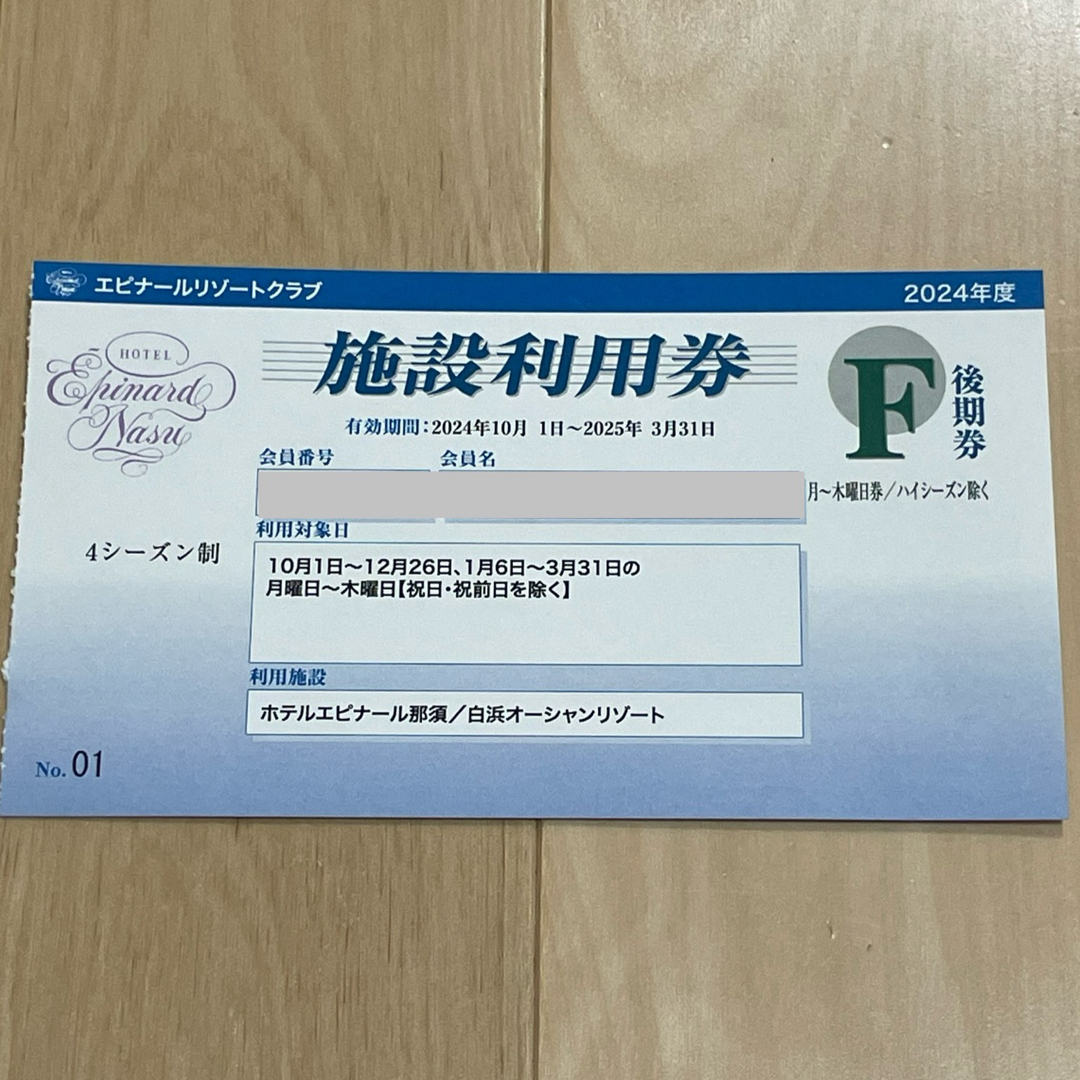 エピナールリゾートクラブ
2024年度
HOTEL
Épinard
Nasu
施設利用券
F
後期券
有効期間：2024年10月 1日～2025年 3月31日
会員番号
会員名
月～木曜日券／ハイシーズン除く
利用対象日
4シーズン制
10月1日～12月26日、1月6日～3月31日の
月曜日～木曜日【祝日・祝前日を除く】
利用施設
ホテルエピナール那須／白浜オーシャンリゾート
No. 01